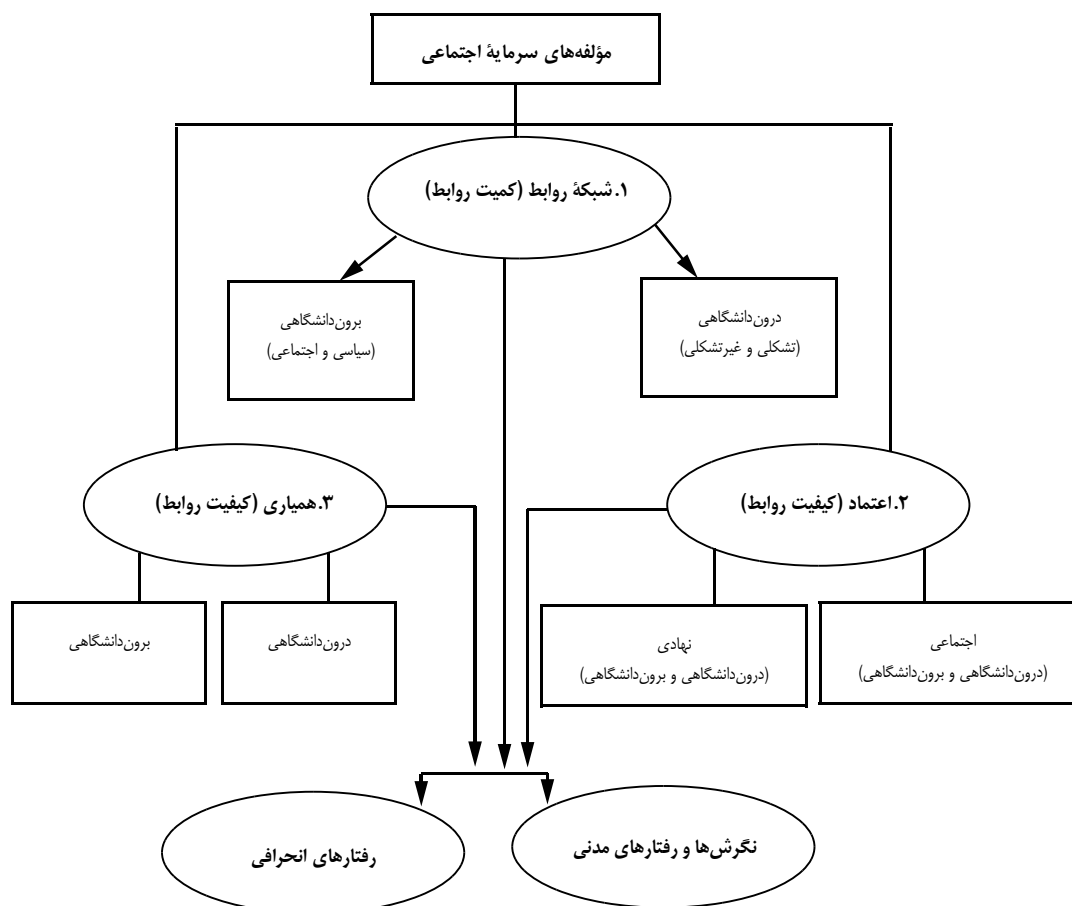 مؤلفه‌های سرمایۀ اجتماعی
۱.شبکۀ روابط (کمیت روابط)
درون‌دانشگاهی
(تشکلی و غیرتشکلی)
برون‌دانشگاهی
(سیاسی و اجتماعی)
۲.اعتماد (کیفیت روابط)
۳.همیاری (کیفیت روابط)
اجتماعی
(درون‌دانشگاهی و برون‌دانشگاهی)
نهادی
(درون‌دانشگاهی و برون‌دانشگاهی)
درون‌دانشگاهی
برون‌دانشگاهی
نگرش‌ها و رفتارهای مدنی
رفتارهای انحرافی